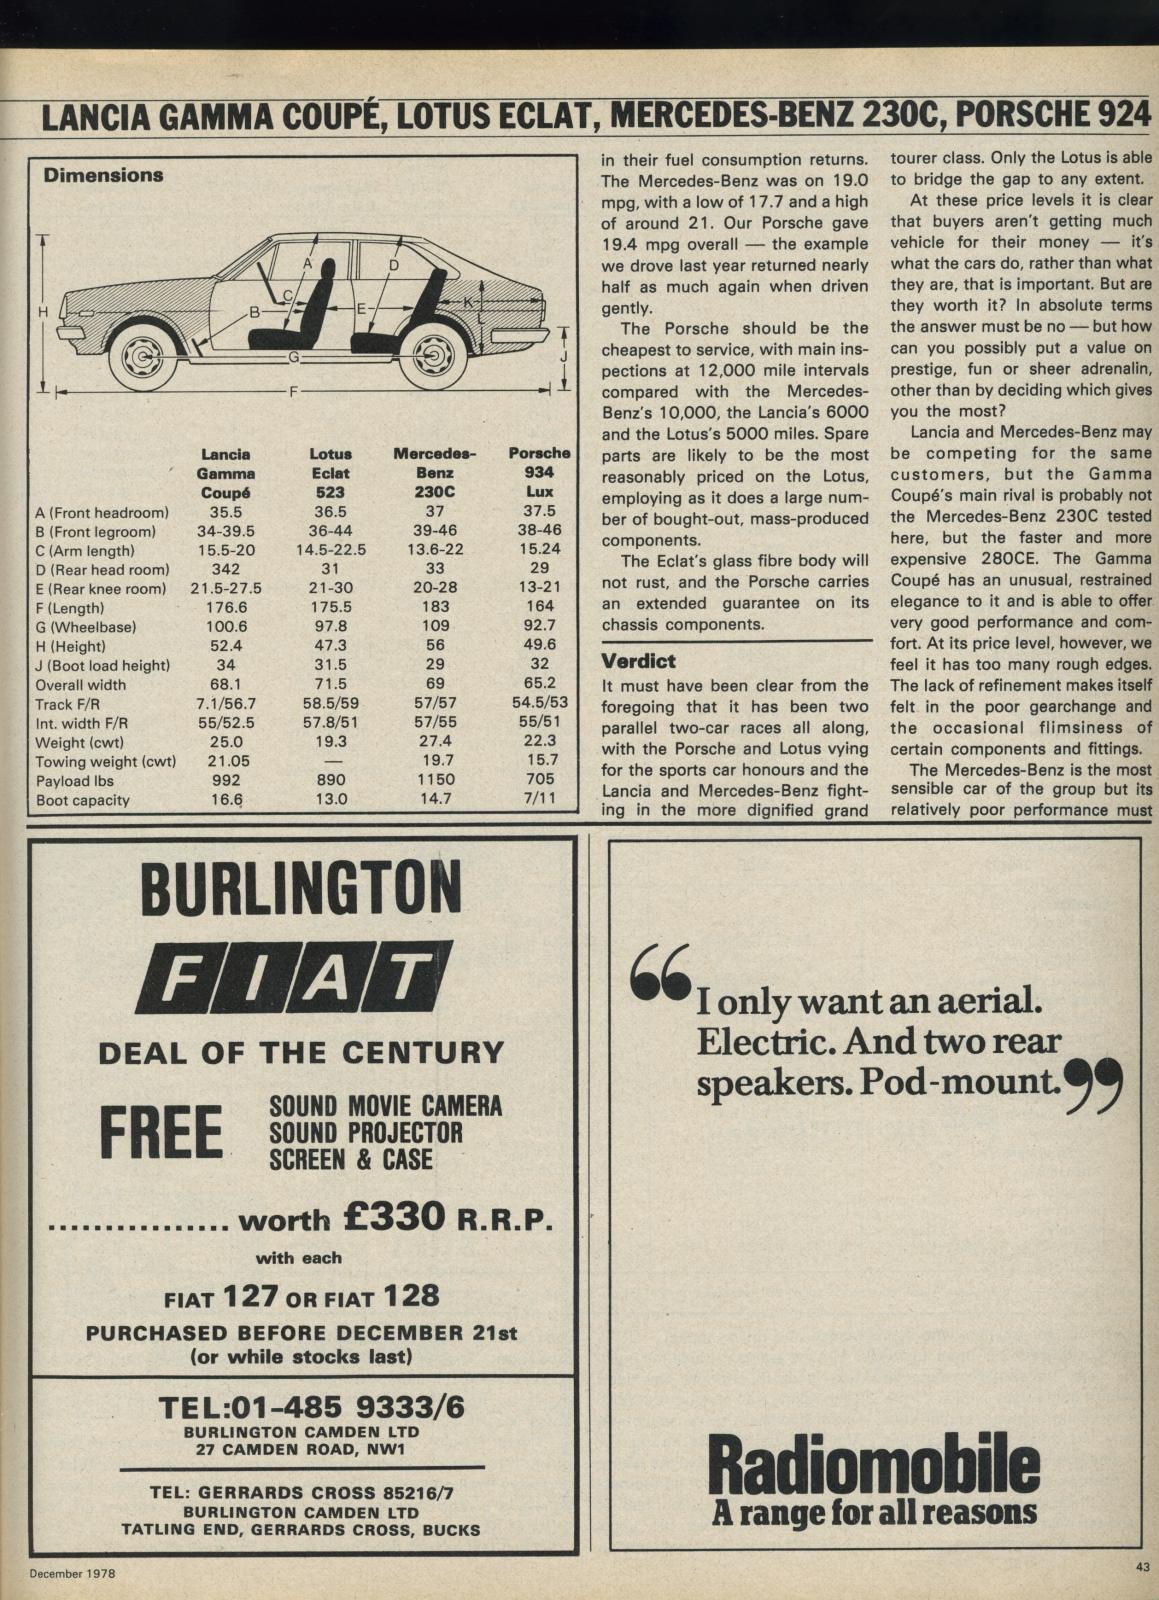 LANCIA GAMMA COUPÉ, LOTUS ECLAT, MERCEDES-BENZ 230C, PORSCHE 924
Dimensions
A
D
C
B
E
K
L
H
G
J
F
Lancia Gamma Coupé Lotus Eclat 523 Mercedes-Benz 230C Porsche 934 Lux
A (Front headroom) 35.5 36.5 37 37.5
B (Front legroom) 34-39.5 36-44 39-46 38-46
C (Arm length) 15.5-20 14.5-22.5 13.6-22 15.24
D (Rear head room) 342 31 33 29
E (Rear knee room) 21.5-27.5 21-30 20-28 13-21
F (Length) 176.6 175.5 183 164
G (Wheelbase) 100.6 97.8 109 92.7
H (Height) 52.4 47.3 56 49.6
J (Boot load height) 34 31.5 29 32
Overall width 68.1 71.5 69 65.2
Track F/R 7.1/56.7 58.5/59 57/57 54.5/53
Int. width F/R 55/52.5 57.8/51 57/55 55/51
Weight (cwt) 25.0 19.3 27.4 22.3
Towing weight (cwt) 21.05 — 19.7 15.7
Payload lbs 992 890 1150 705
Boot capacity 16.6 13.0 14.7 7/11
in their fuel consumption returns.
The Mercedes-Benz was on 19.0
mpg, with a low of 17.7 and a high
of around 21. Our Porsche gave
19.4 mpg overall — the example
we drove last year returned nearly
half as much again when driven
gently.
The Porsche should be the
cheapest to service, with main ins-
pections at 12,000 mile intervals
compared with the Mercedes-
Benz's 10,000, the Lancia's 6000
and the Lotus's 5000 miles. Spare
parts are likely to be the most
reasonably priced on the Lotus,
employing as it does a large num-
ber of bought-out, mass-produced
components.
The Eclat's glass fibre body will
not rust, and the Porsche carries
an extended guarantee on its
chassis components.
Verdict
It must have been clear from the
foregoing that it has been two
parallel two-car races all along,
with the Porsche and Lotus vying
for the sports car honours and the
Lancia and Mercedes-Benz fight-
ing in the more dignified grand
tourer class. Only the Lotus is able
to bridge the gap to any extent.
At these price levels it is clear
that buyers aren't getting much
vehicle for their money — it's
what the cars do, rather than what
they are, that is important. But are
they worth it? In absolute terms
the answer must be no — but how
can you possibly put a value on
prestige, fun or sheer adrenalin,
other than by deciding which gives
you the most?
Lancia and Mercedes-Benz may
be competing for the same
customers, but the Gamma
Coupé's main rival is probably not
the Mercedes-Benz 230C tested
here, but the faster and more
expensive 280CE. The Gamma
Coupé has an unusual, restrained
elegance to it and is able to offer
very good performance and com-
fort. At its price level, however, we
feel it has too many rough edges.
The lack of refinement makes itself
felt in the poor gearchange and
the occasional flimsiness of
certain components and fittings.
The Mercedes-Benz is the most
sensible car of the group but its
relatively poor performance must
BURLINGTON
FIAT
DEAL OF THE CENTURY
FREE
SOUND MOVIE CAMERA
SOUND PROJECTOR
SCREEN & CASE
................ worth £330 R.R.P.
with each
FIAT 127 OR FIAT 128
PURCHASED BEFORE DECEMBER 21st
(or while stocks last)
TEL:01-485 9333/6
BURLINGTON CAMDEN LTD
27 CAMDEN ROAD, NW1
TEL: GERRARDS CROSS 85216/7
BURLINGTON CAMDEN LTD
TATLING END, GERRARDS CROSS, BUCKS
“I only want an aerial.
Electric. And two rear
speakers. Pod-mount.”
Radiomobile
A range for all reasons
December 1978
43